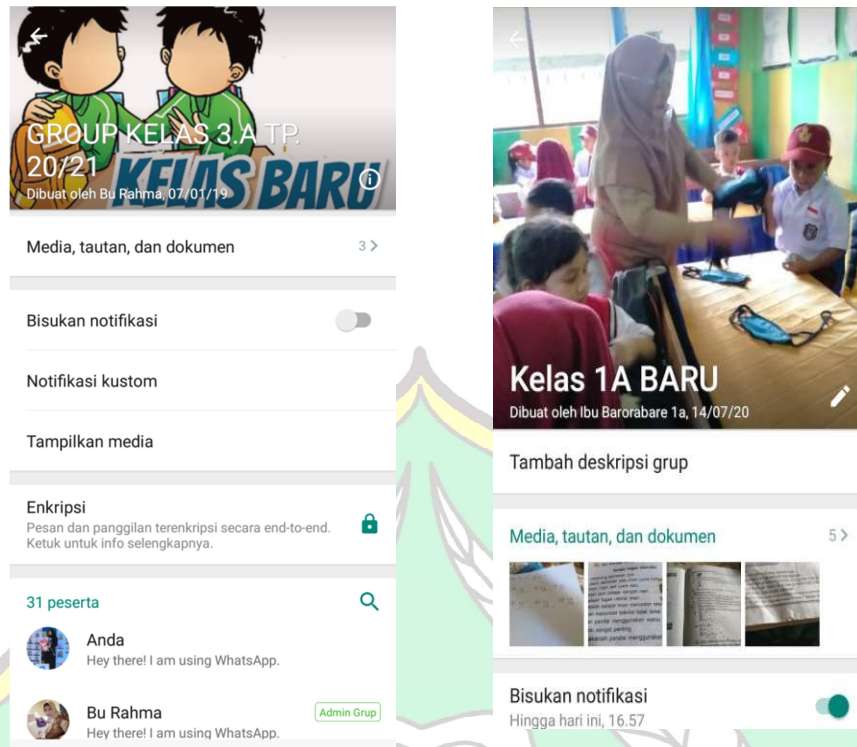 GROUP KELAS 3.A TP.
20/21
Dibuat oleh Bu Rahma, 07/01/19
KELAS BARU
Media, tautan, dan dokumen
3 >
Bisukan notifikasi
Notifikasi kustom
Tampilkan media
Enkripsi
Pesan dan panggilan terenkripsi secara end-to-end.
Ketuk untuk info selengkapnya.
31 peserta
Anda
Hey there! I am using WhatsApp.
Bu Rahma
Admin Grup
Hey there! I am using WhatsApp.
Kelas 1A BARU
Dibuat oleh Ibu Barorabare 1a, 14/07/20
Tambah deskripsi grup
Media, tautan, dan dokumen
5 >
Bisukan notifikasi
Hingga hari ini, 16.57